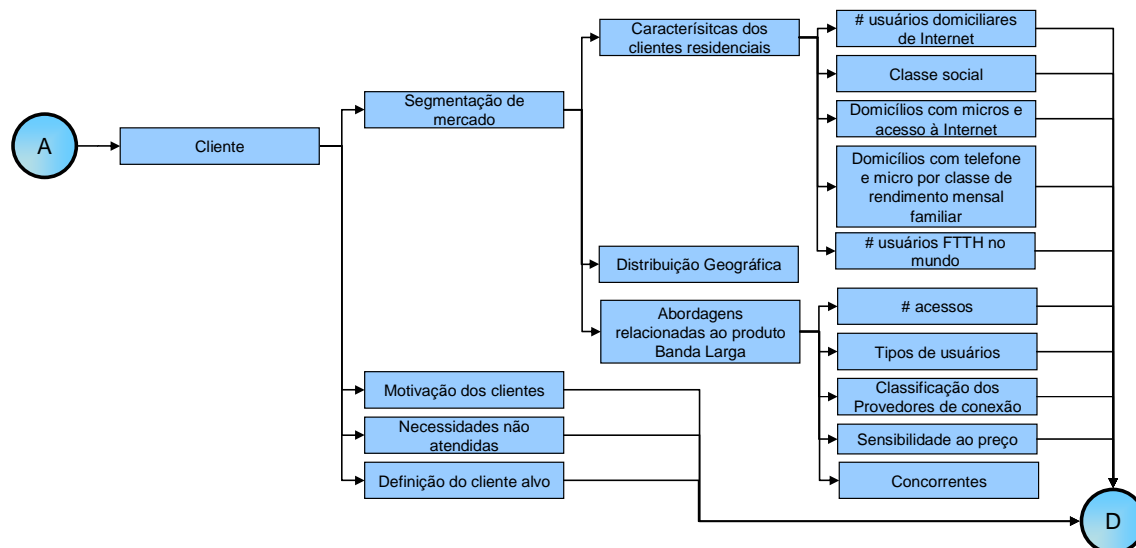 A
Cliente
Segmentação de
mercado
Caracterísitcas dos
clientes residenciais
# usuários domiciliares
de Internet
Classe social
Domicílios com micros e
acesso à Internet
Domicílios com telefone
e micro por classe de
rendimento mensal
familiar
# usuários FTTH no
mundo
Distribuição Geográfica
Abordagens
relacionadas ao produto
Banda Larga
# acessos
Tipos de usuários
Classificação dos
Provedores de conexão
Sensibilidade ao preço
Concorrentes
Motivação dos clientes
Necessidades não
atendidas
Definição do cliente alvo
D